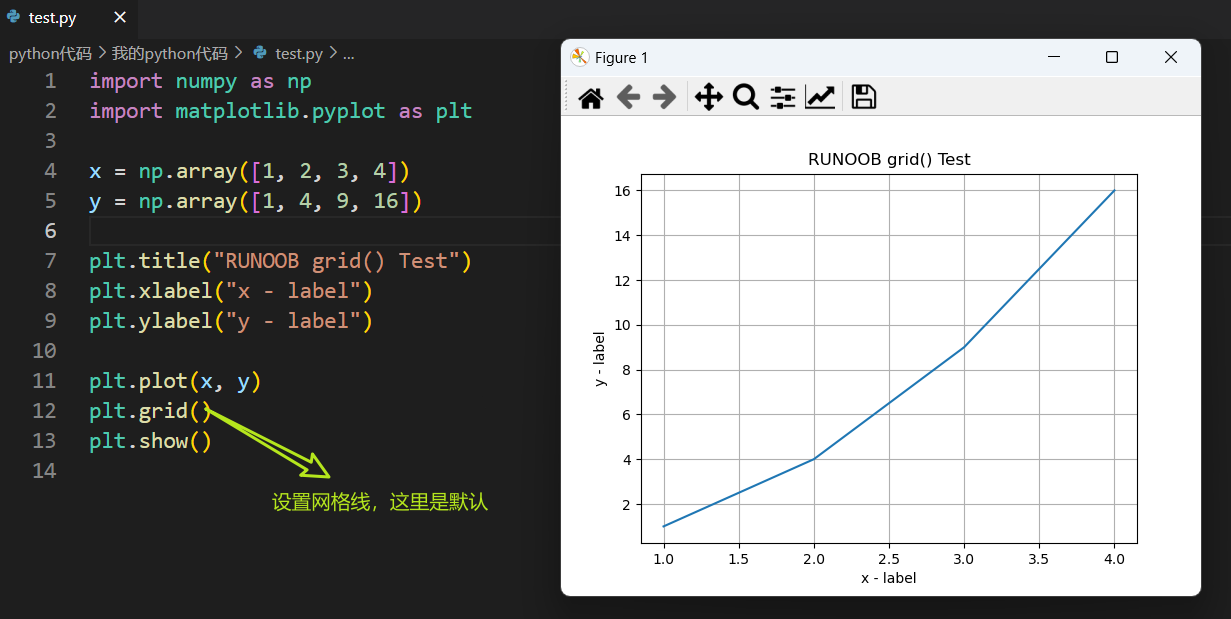 test.py
python代码 > 我的python代码 > test.py > ...
1 import numpy as np
2 import matplotlib.pyplot as plt
3
4 x = np.array([1, 2, 3, 4])
5 y = np.array([1, 4, 9, 16])
6
7 plt.title("RUNOOB grid() Test")
8 plt.xlabel("x - label")
9 plt.ylabel("y - label")
10
11 plt.plot(x, y)
12 plt.grid()
13 plt.show()
14
设置网格线，这里是默认
Figure 1
RUNOOB grid() Test
16
14
12
10
8
6
4
2
y - label
1.0 1.5 2.0 2.5 3.0 3.5 4.0
x - label